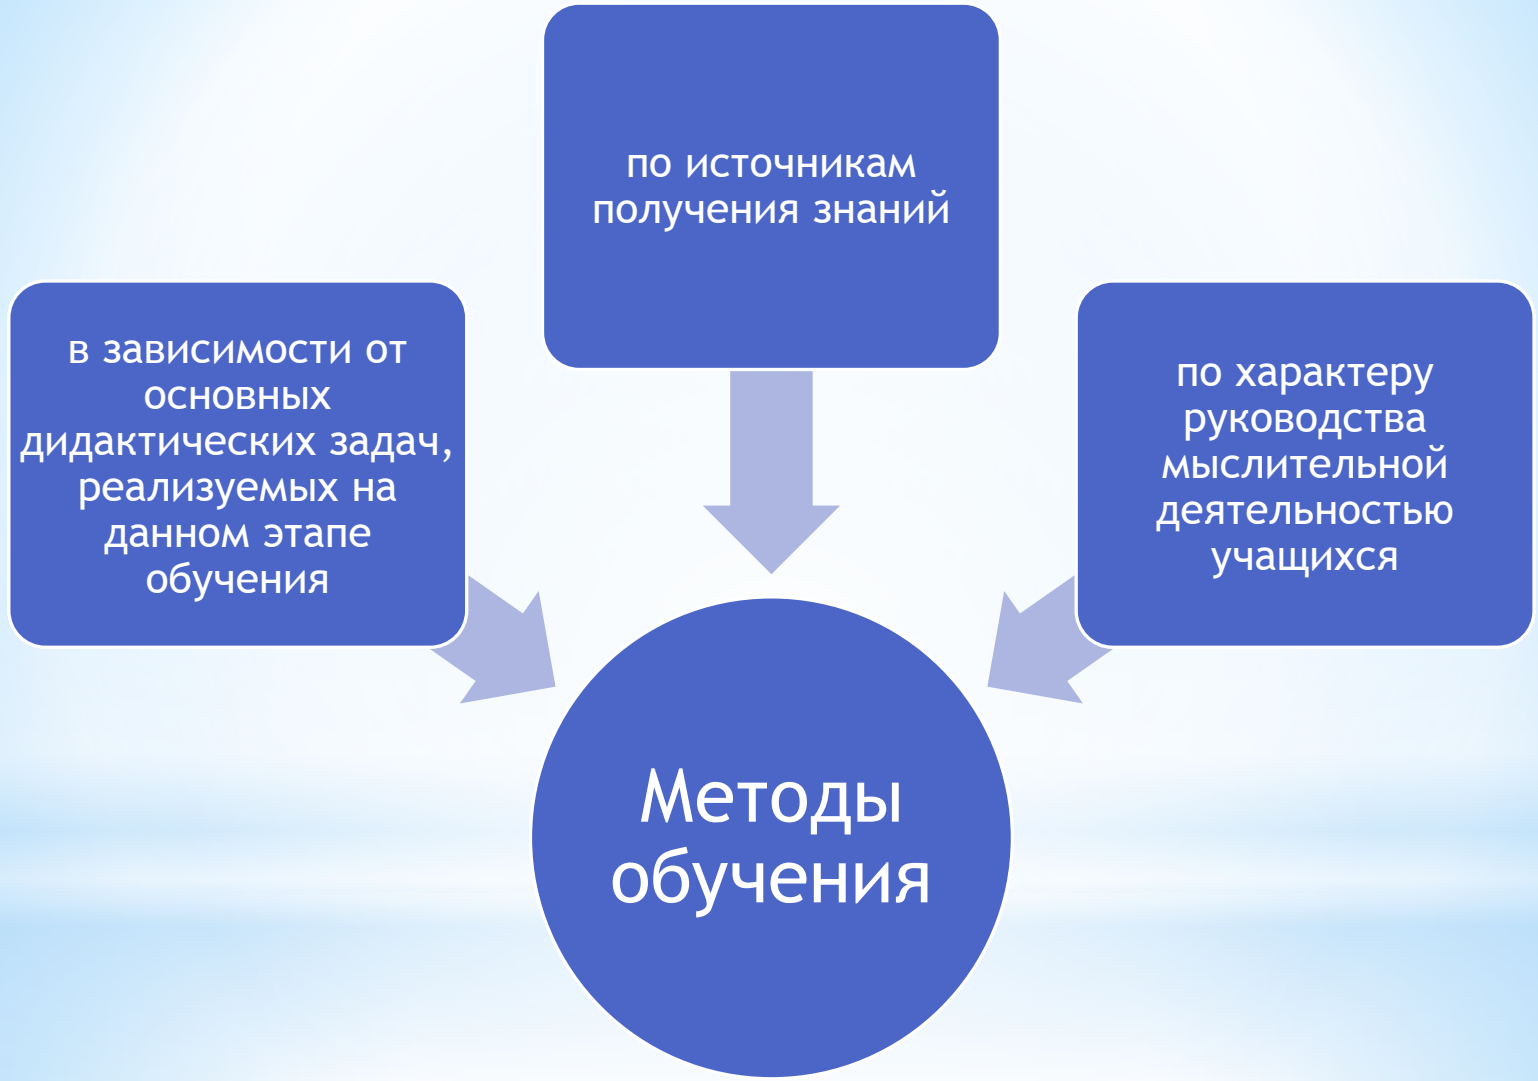 по источникам
получения знаний
в зависимости от
основных
дидактических задач,
реализуемых на
данном этапе
обучения
по характеру
руководства
мыслительной
деятельностью
учащихся
Методы
обучения